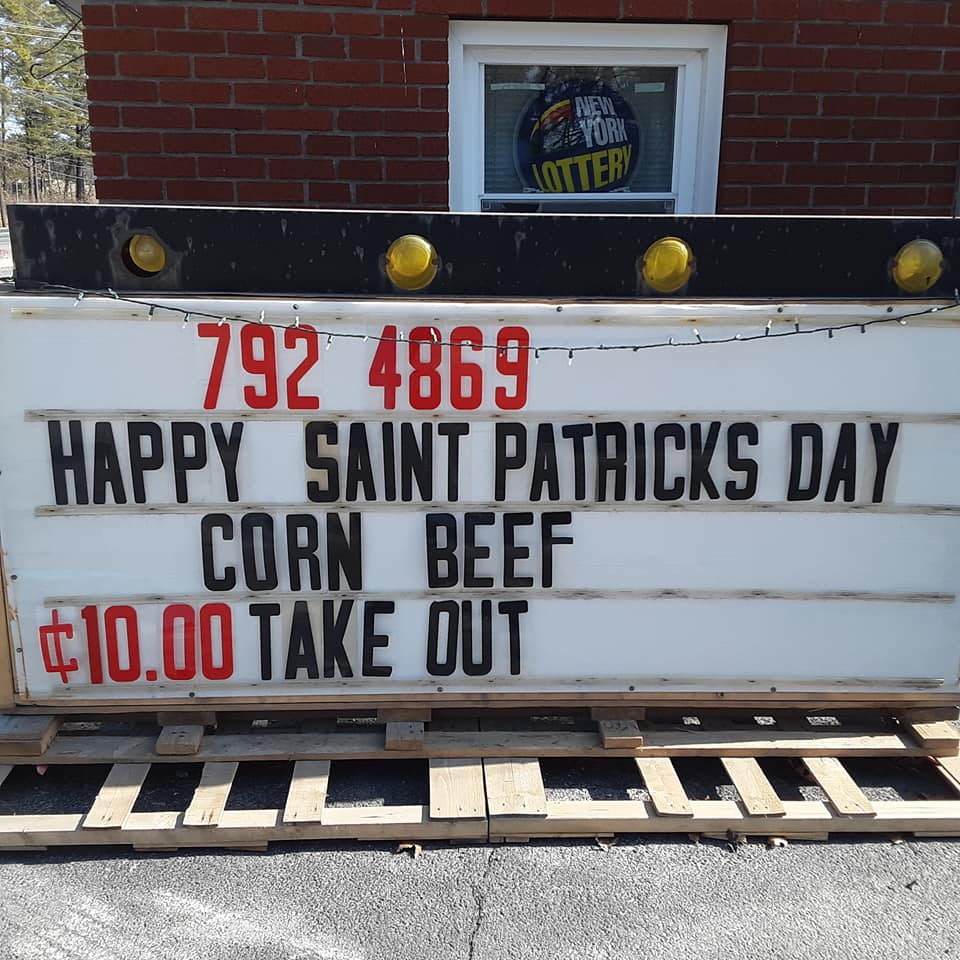 NEW
YORK
LOTTERY
792 4869
HAPPY SAINT PATRICKS DAY
CORN BEEF
¢10.00 TAKE OUT